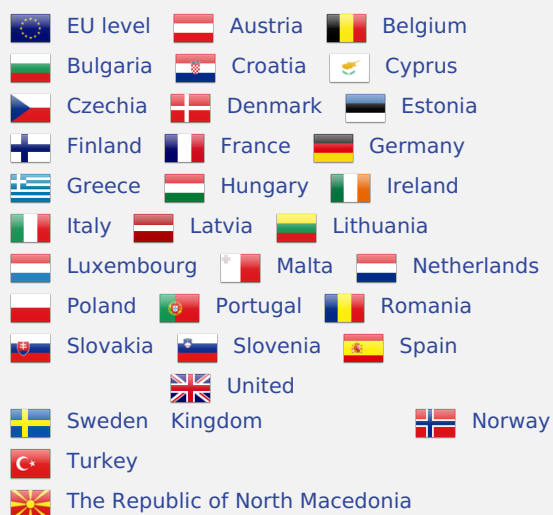 EU level Austria Belgium
Bulgaria Croatia Cyprus
Czechia Denmark Estonia
Finland France Germany
Greece Hungary Ireland
Italy Latvia Lithuania
Luxembourg Malta Netherlands
Poland Portugal Romania
Slovakia Slovenia Spain
United
Sweden Kingdom Norway
Turkey
The Republic of North Macedonia